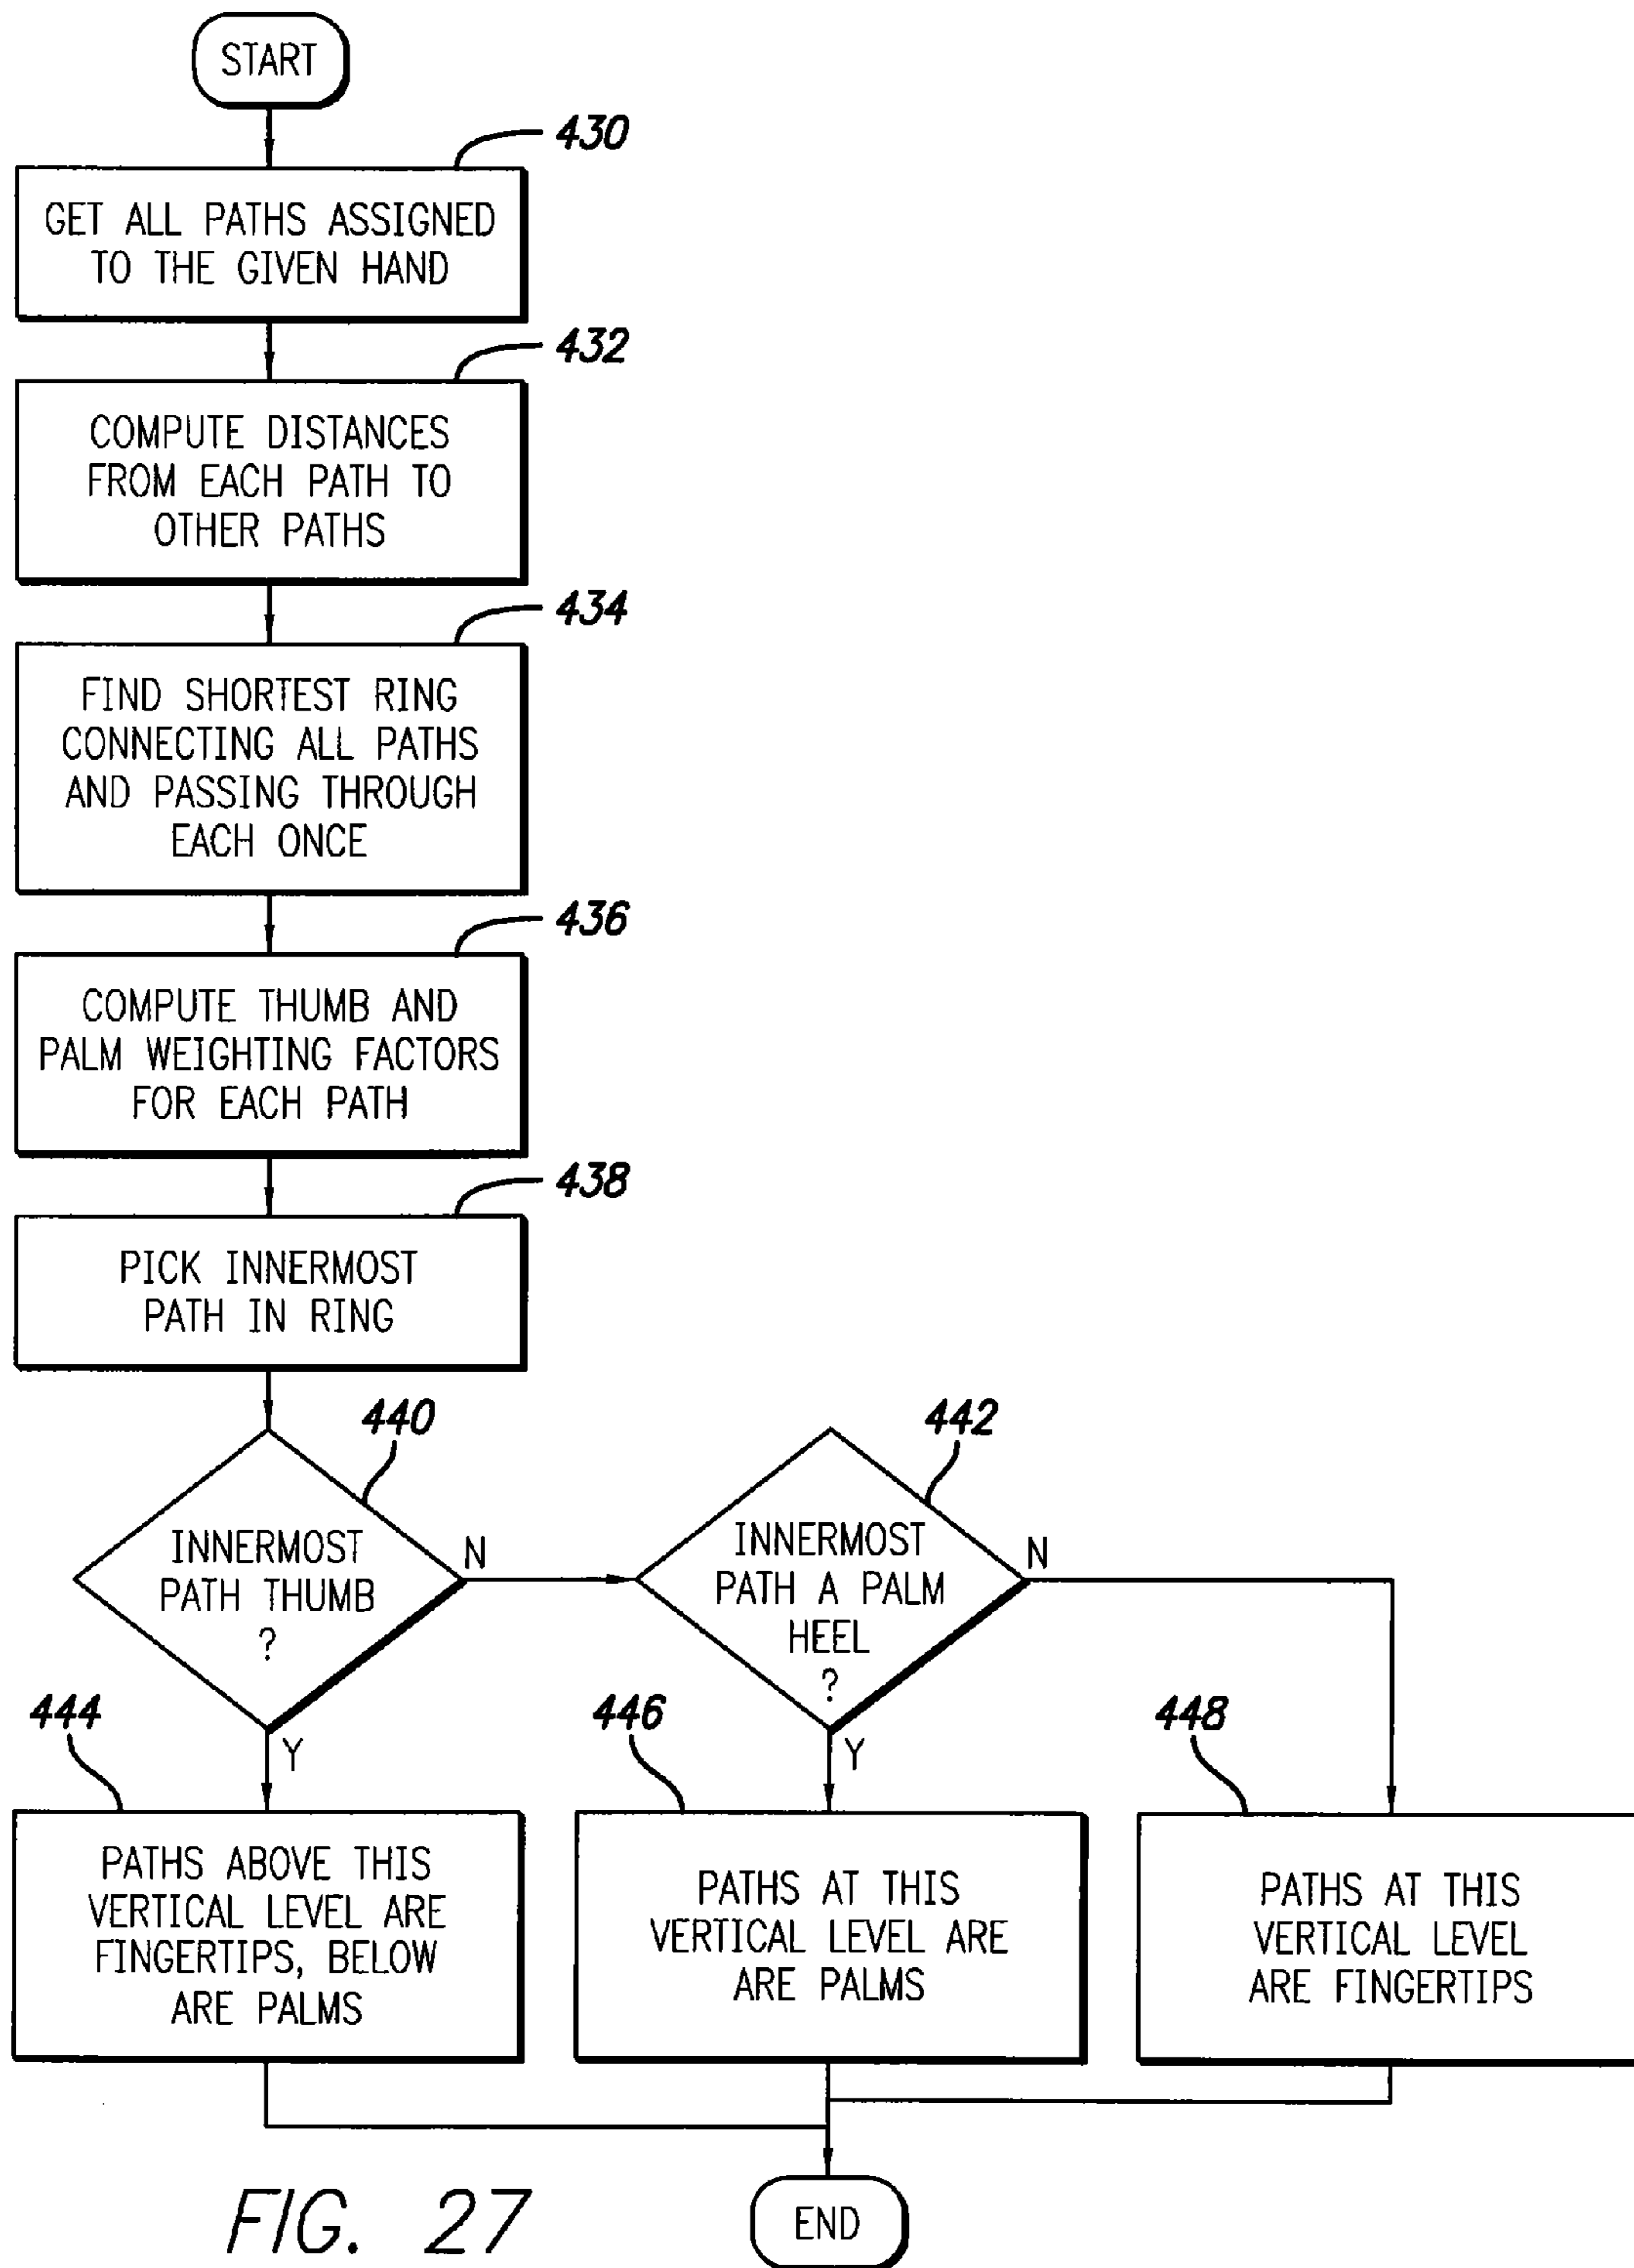 START
430
GET ALL PATHS ASSIGNED
TO THE GIVEN HAND
432
COMPUTE DISTANCES
FROM EACH PATH TO
OTHER PATHS
434
FIND SHORTEST RING
CONNECTING ALL PATHS
AND PASSING THROUGH
EACH ONCE
436
COMPUTE THUMB AND
PALM WEIGHTING FACTORS
FOR EACH PATH
438
PICK INNERMOST
PATH IN RING
440
INNERMOST
PATH THUMB
?
N
Y
442
INNERMOST
PATH A PALM
HEEL
?
N
Y
444
PATHS ABOVE THIS
VERTICAL LEVEL ARE
FINGERTIPS, BELOW
ARE PALMS
446
PATHS AT THIS
VERTICAL LEVEL ARE
ARE PALMS
448
PATHS AT THIS
VERTICAL LEVEL
ARE FINGERTIPS
END
FIG. 27